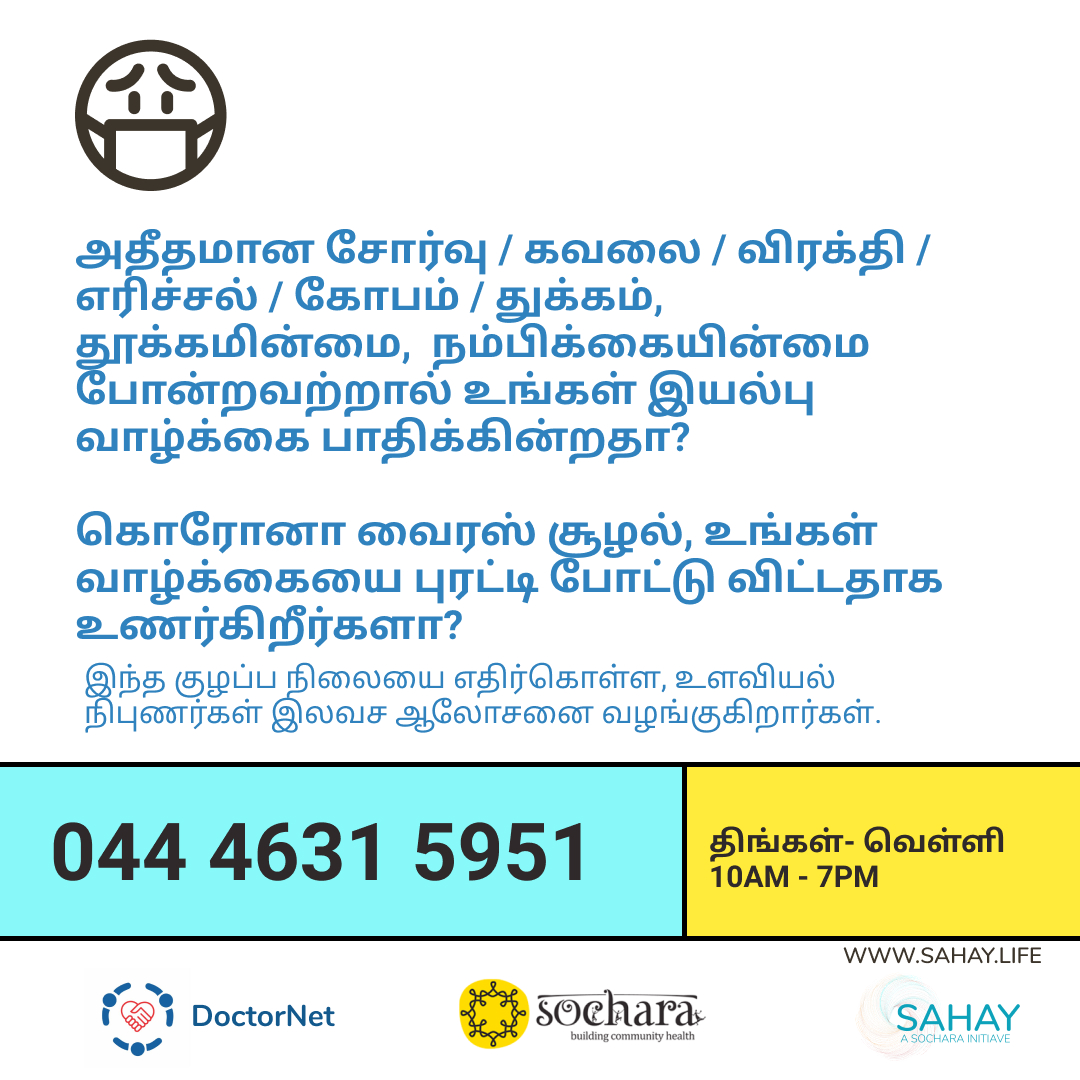 அதீதமான சோர்வு / கவலை / விரக்தி /
எரிச்சல் / கோபம் / துக்கம்,
தூக்கமின்மை, நம்பிக்கையின்மை
போன்றவற்றால் உங்கள் இயல்பு
வாழ்க்கை பாதிக்கின்றதா?
கொரோனா வைரஸ் சூழல், உங்கள்
வாழ்க்கையை புரட்டி போட்டு விட்டதாக
உணர்கிறீர்களா?
இந்த குழப்ப நிலையை எதிர்கொள்ள, உளவியல்
நிபுணர்கள் இலவச ஆலோசனை வழங்குகிறார்கள்.
044 4631 5951
திங்கள்- வெள்ளி
10AM - 7PM
WWW.SAHAY.LIFE
DoctorNet
sochara
building community health
SAHAY
A SOCHARA INITIAVE